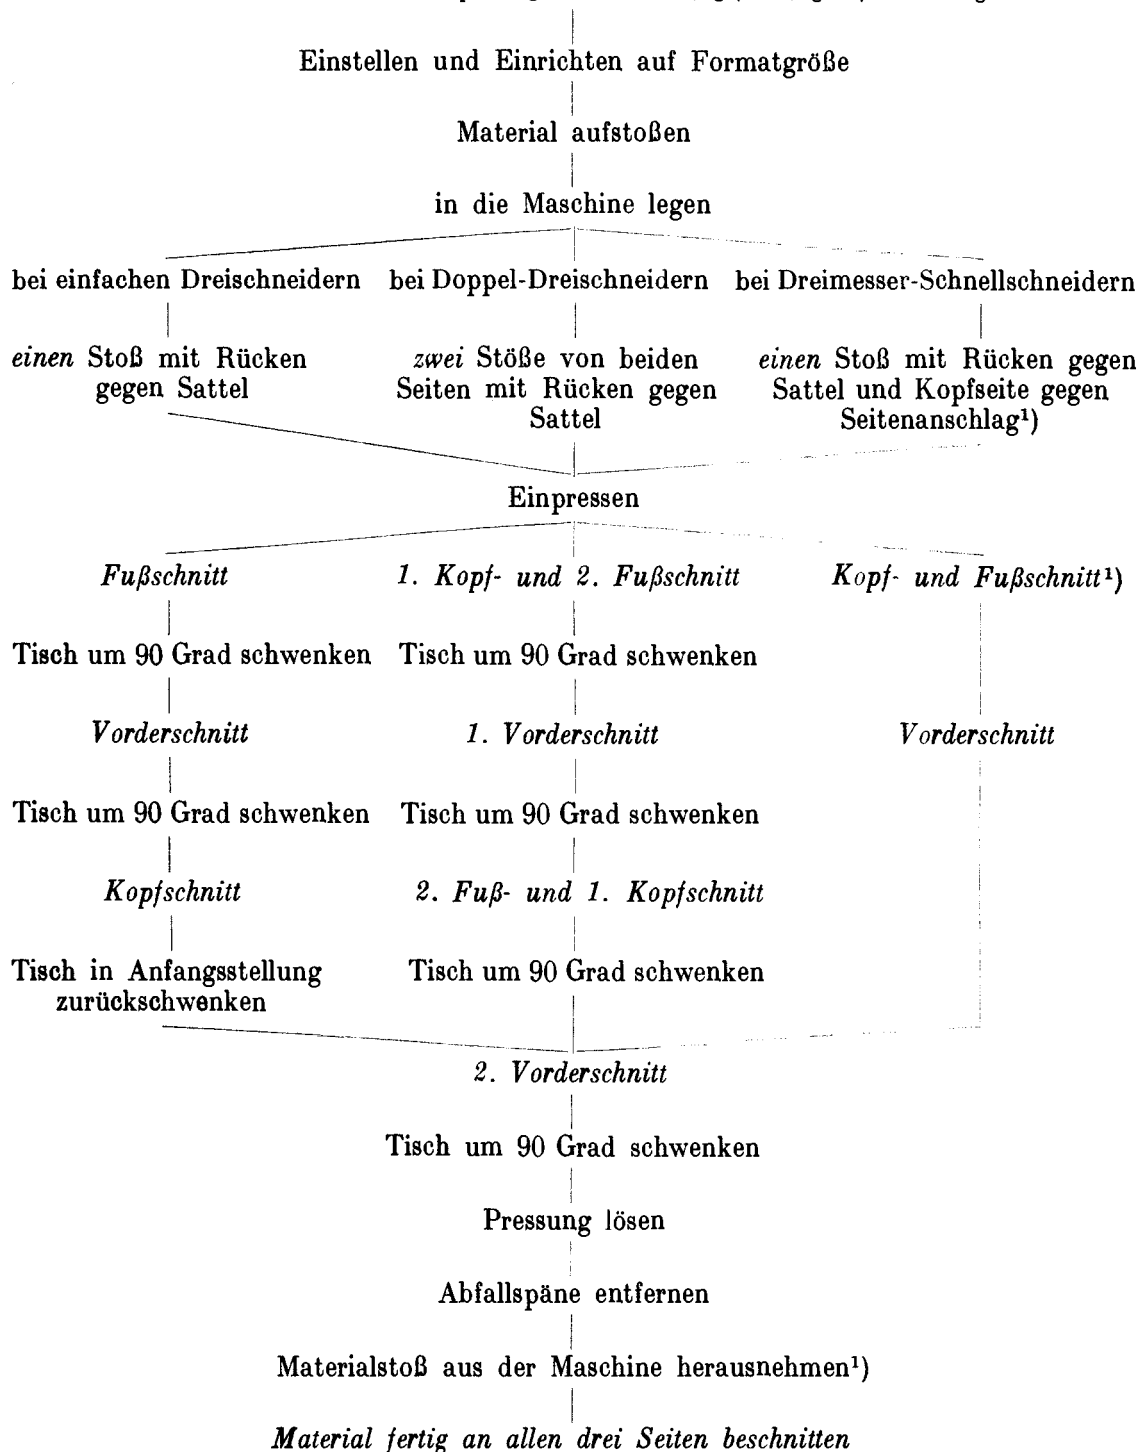 Einstellen und Einrichten auf Formatgröße
Material aufstoßen
in die Maschine legen
bei einfachen Dreischneidern bei Doppel-Dreischneidern bei Dreimesser-Schnellschneidern
einen Stoß mit Rücken zwei Stöße von beiden einen Stoß mit Rücken gegen
gegen Sattel Seiten mit Rücken gegen Sattel und Kopfseite gegen
Sattel Seitenanschlag¹)
Einpressen
Fußschnitt 1. Kopf- und 2. Fußschnitt Kopf- und Fußschnitt¹)
Tisch um 90 Grad schwenken Tisch um 90 Grad schwenken
Vorderschnitt 1. Vorderschnitt Vorderschnitt
Tisch um 90 Grad schwenken Tisch um 90 Grad schwenken
Kopfschnitt 2. Fuß- und 1. Kopfschnitt
Tisch in Anfangsstellung Tisch um 90 Grad schwenken
zurückschwenken
2. Vorderschnitt
Tisch um 90 Grad schwenken
Pressung lösen
Abfallspäne entfernen
Materialstoß aus der Maschine herausnehmen¹)
Material fertig an allen drei Seiten beschnitten